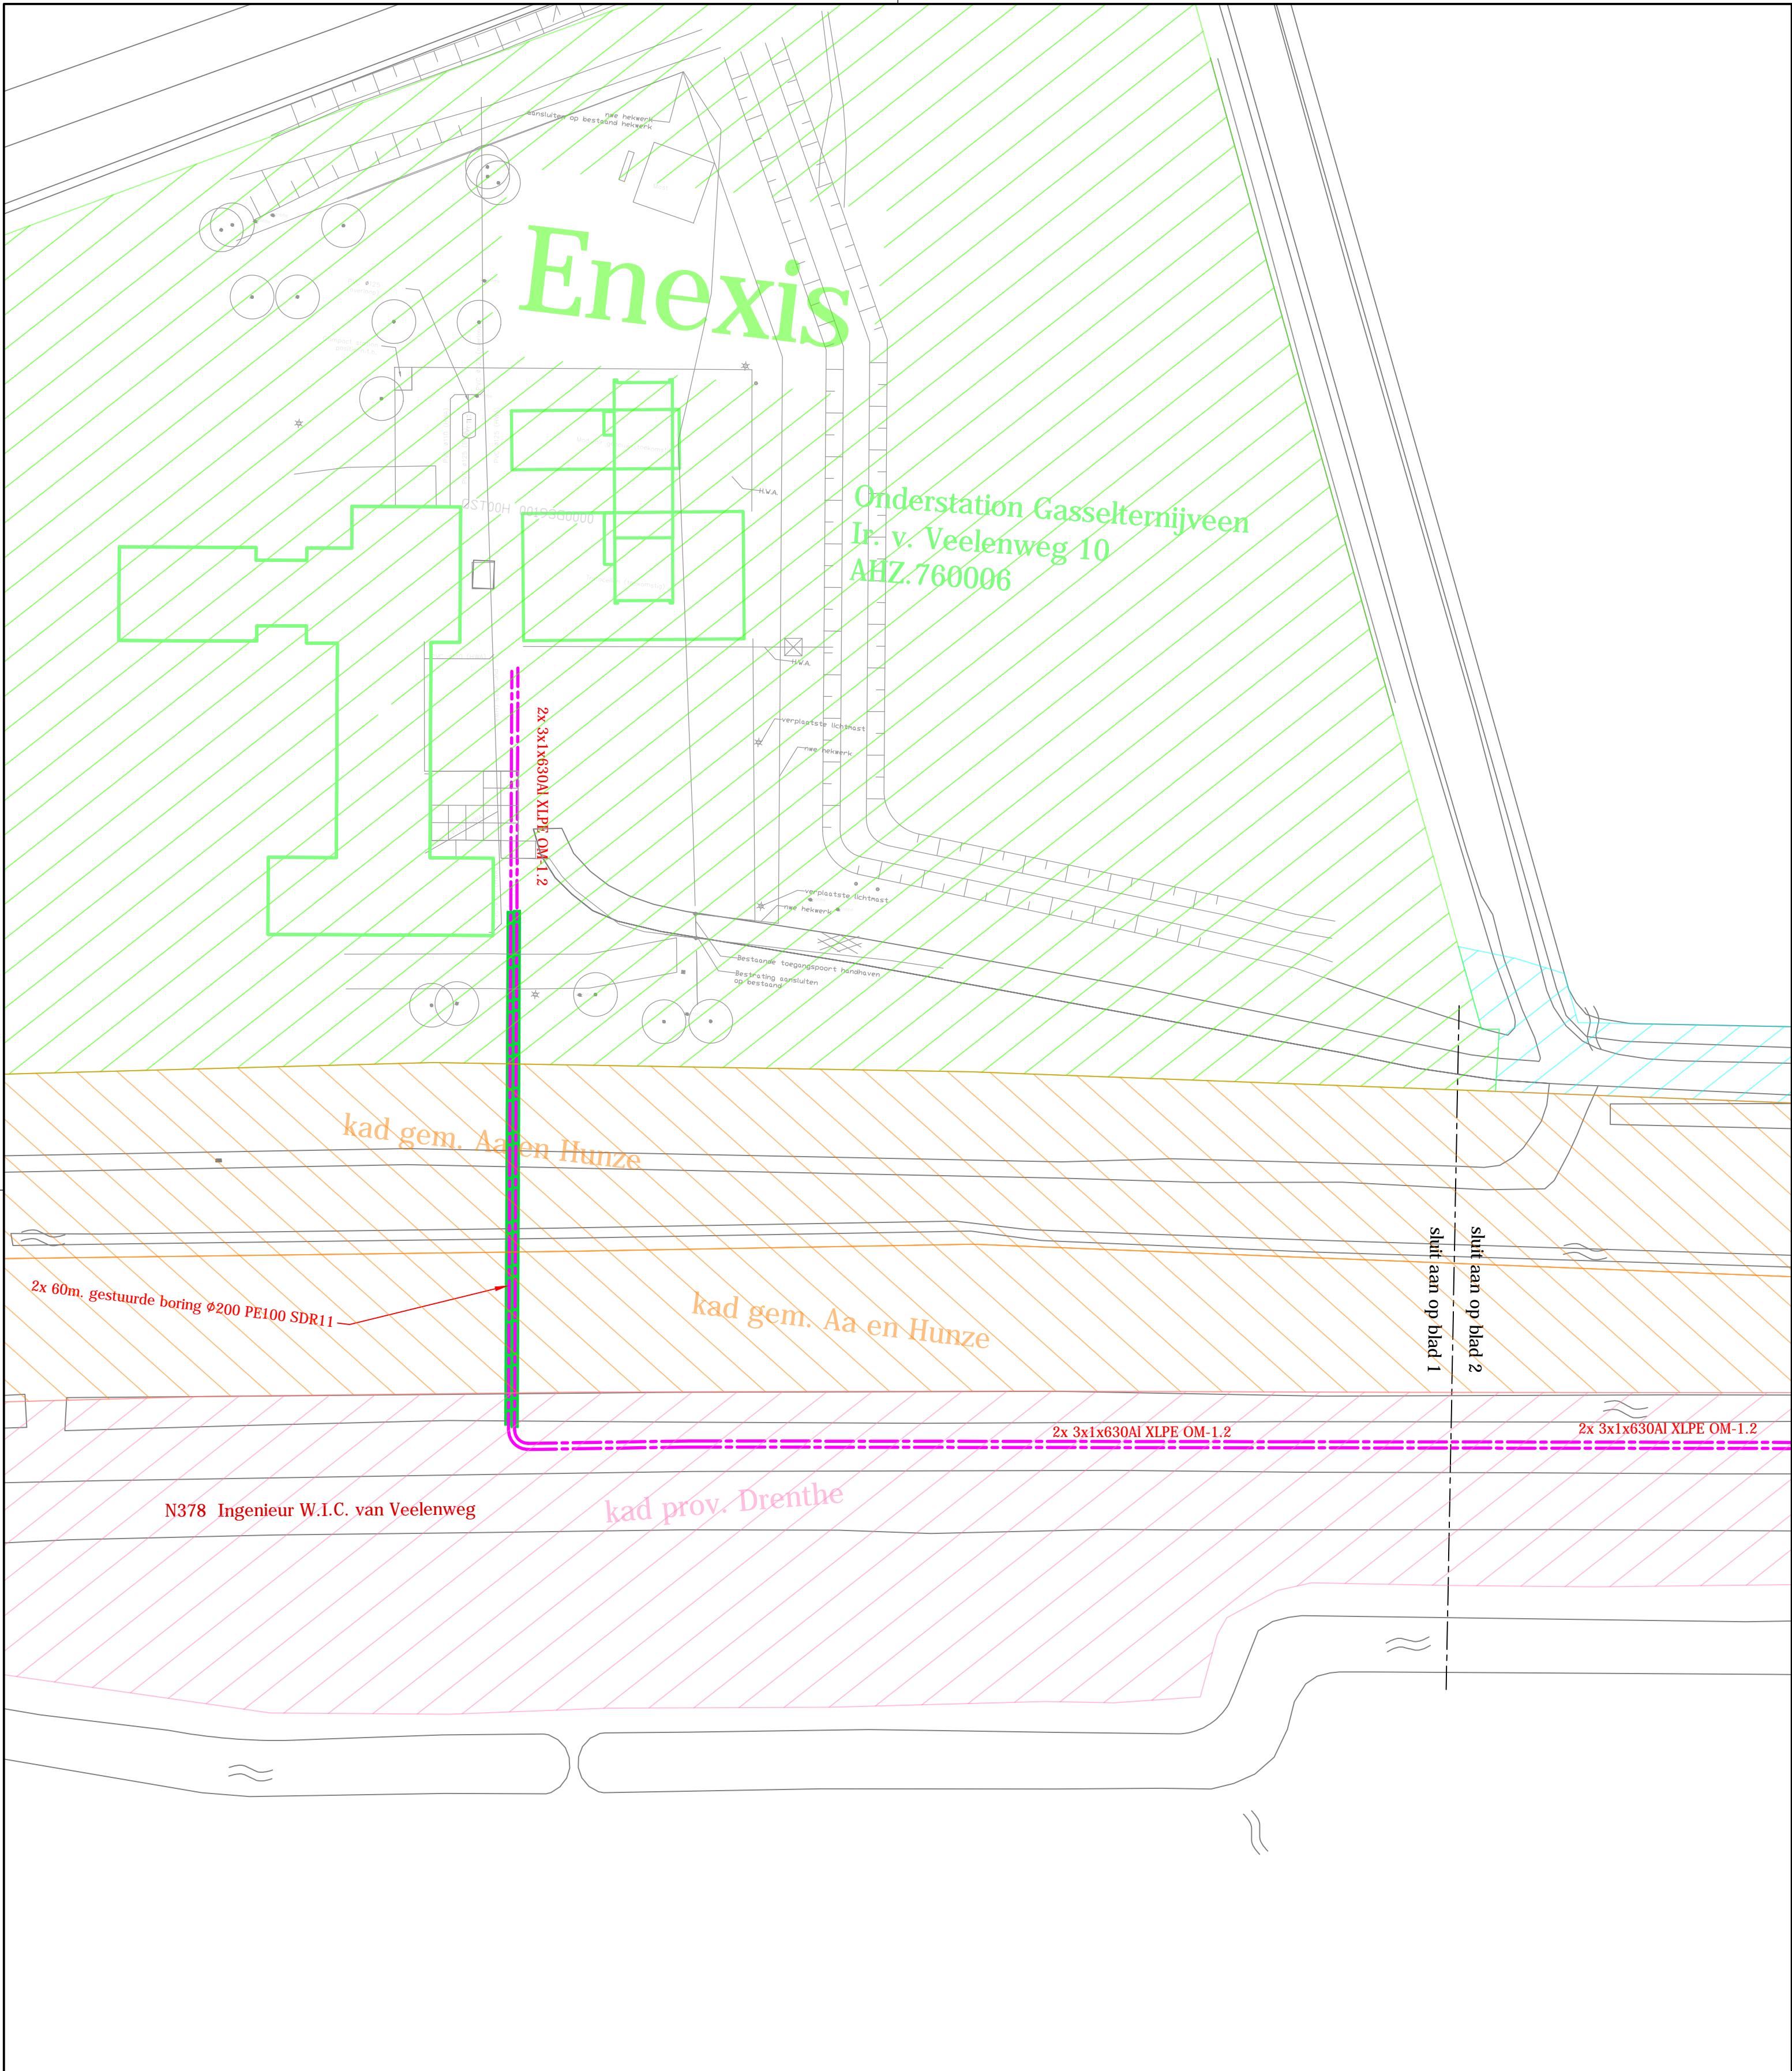 nwe hekwerk
aansluiten op bestaand hekwerk
Enexis
H.W.A.
Onderstation Gasselternijveen
Ir. v. Veelenweg 10
AHZ.760006
H.W.A.
2x 3x1x630Al XLPE OM-1.2
verplaatste lichtmast
nwe hekwerk
verplaatste lichtmast
nwe hekwerk
Bestaande toegangspoort handhaven
Bestrating aansluiten
op bestaand
kad gem. Aa en Hunze
sluit aan op blad 1
sluit aan op blad 2
2x 60m. gestuurde boring Ø200 PE100 SDR11
kad gem. Aa en Hunze
2x 3x1x630Al XLPE OM-1.2
2x 3x1x630Al XLPE OM-1.2
N378 Ingenieur W.I.C. van Veelenweg
kad prov. Drenthe